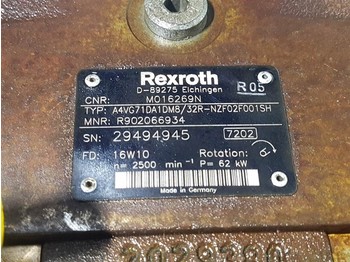 Rexroth
D-89275 Elchingen
R05
CNR: MO16269N
TYP: A4VG71DA1DM8/32R-NZF02F001SH
MNR: R902066934
SN: 29494945 7202
FD: 16W10 Rotation:
n= 2500 min⁻¹ P= 62 kW
Made in Germany